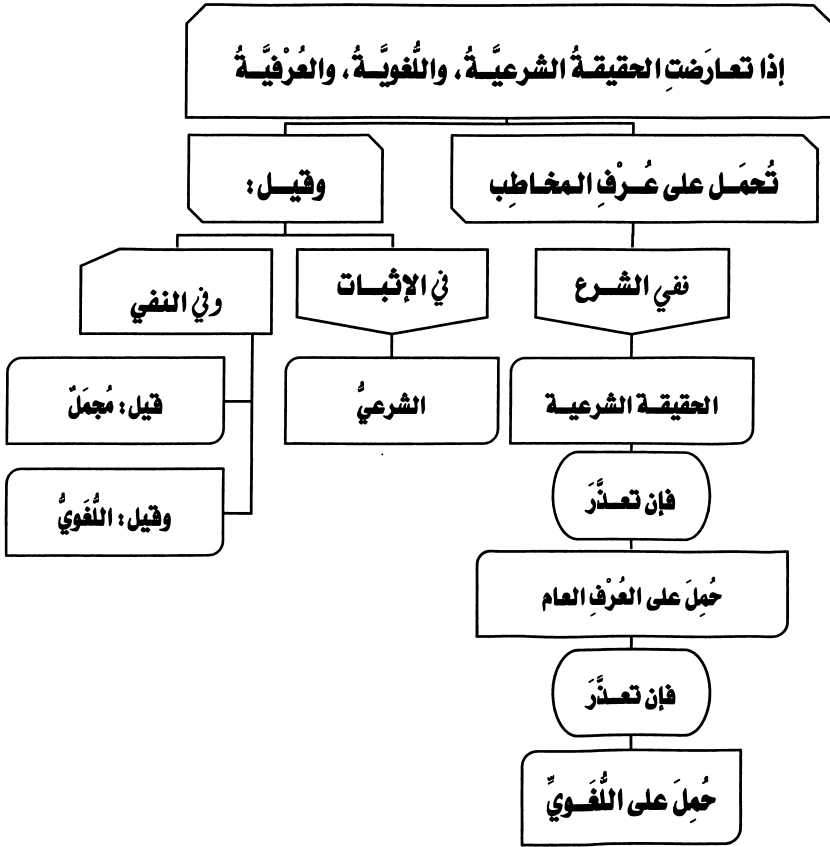 إذا تعارَضتِ الحقيقةُ الشرعيَّةُ، واللُّغويَّةُ، والعُرْفيَّةُ
تُحمَل على عُرْفِ المخاطِب
وقيل:
ففي الشرع
في الإثبات
وفي النفي
الحقيقة الشرعية
الشرعيُّ
قيل: مُجمَلٌ
فإن تعذَّرَ
وقيل: اللُّغَويُّ
حُمِلَ على العُرْفِ العام
فإن تعذَّرَ
حُمِلَ على اللُّغَويِّ